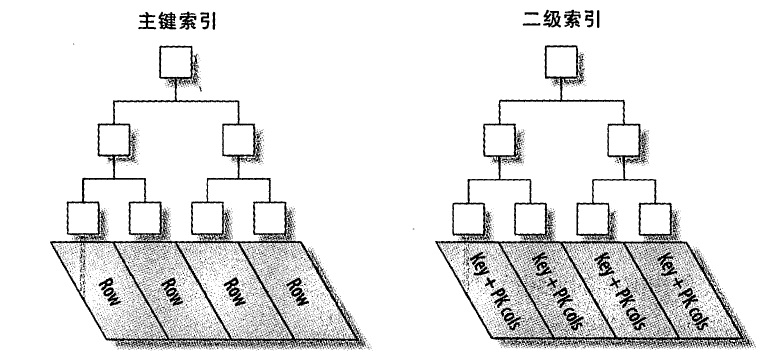 主键索引
二级索引
Row
Row
Row
Row
Key + PK cols
Key + PK cols
Key + PK cols
Key + PK cols